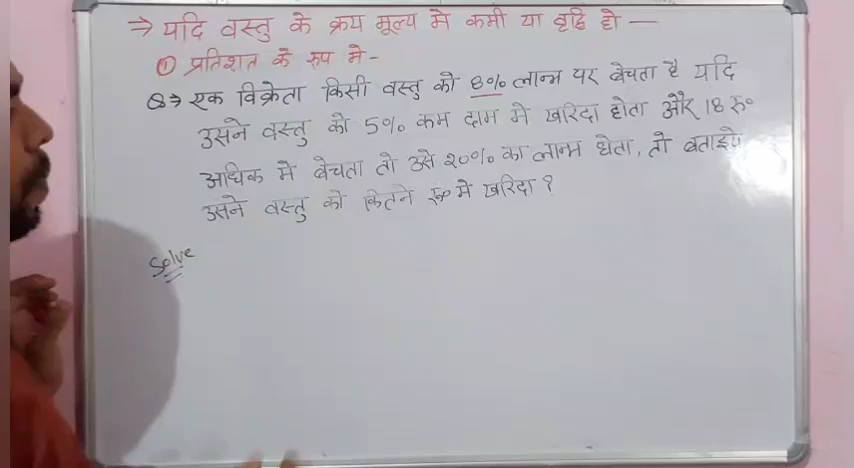 → यदि वस्तु के क्रय मूल्य मे कमी या वृद्धि हो —
① प्रतिशत के रुप मे -
Q→ एक विक्रेता किसी वस्तु को 8% लाभ पर बेचता है यदि
उसने वस्तु को 5% कम दाम मे खरिदा होता और 18 रु०
अधिक मे बेचता तो उसे 20% का लाभ होता, तो बताइये
उसने वस्तु को कितने रू मे खरिदा ?
Solve